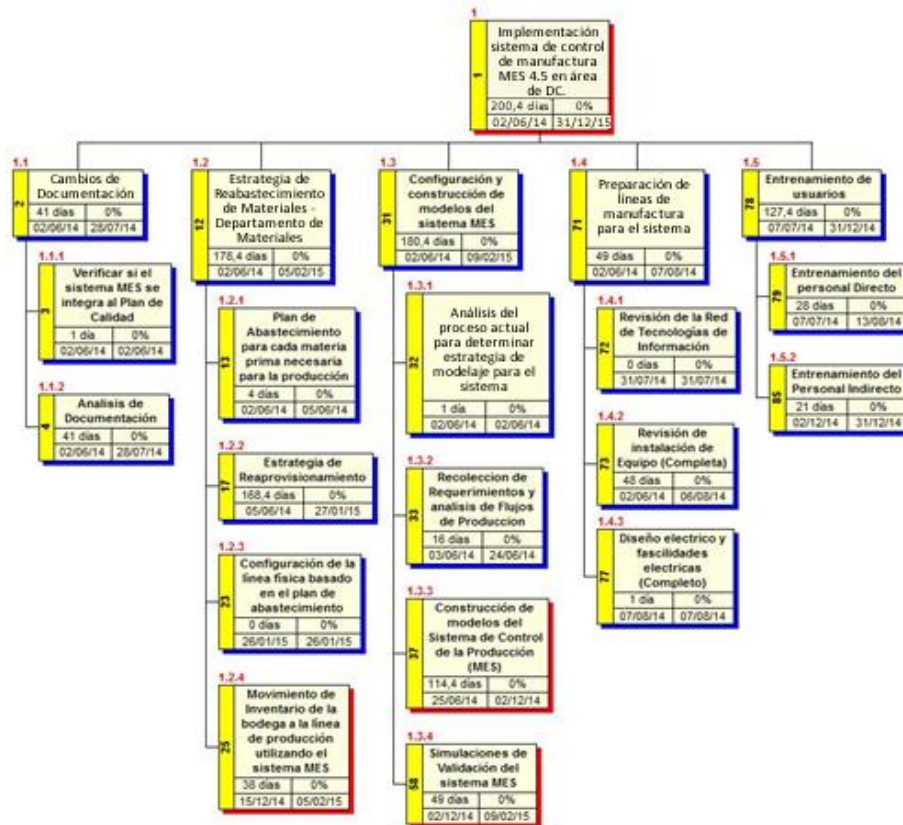 1
1
Implementación
sistema de control
de manufactura
MES 4.5 en área
de DC.
200,4 días 0%
02/06/14 31/12/15
1.1
2
Cambios de
Documentación
41 días 0%
02/06/14 28/07/14
1.1.1
3
Verificar si el
sistema MES se
integra al Plan de
Calidad
1 día 0%
02/06/14 02/06/14
1.1.2
4
Analisis de
Documentación
41 días 0%
02/06/14 28/07/14
1.2
12
Estrategia de
Reabastecimiento
de Materiales -
Departamento de
Materiales
178,4 días 0%
02/06/14 05/02/15
1.2.1
13
Plan de
Abastecimiento
para cada materia
prima necesaria
para la producción
4 días 0%
02/06/14 05/06/14
1.2.2
17
Estrategia de
Reaprovisionamiento
168,4 días 0%
05/06/14 27/01/15
1.2.3
23
Configuración de la
línea física basado
en el plan de
abastecimiento
0 días 0%
26/01/15 26/01/15
1.2.4
25
Movimiento de
Inventario de la
bodega a la línea
de producción
utilizando el
sistema MES
38 días 0%
15/12/14 05/02/15
1.3
31
Configuración y
construcción de
modelos del
sistema MES
180,4 días 0%
02/06/14 09/02/15
1.3.1
32
Análisis del
proceso actual
para determinar
estrategia de
modelaje para el
sistema
1 día 0%
02/06/14 02/06/14
1.3.2
33
Recoleccion de
Requerimientos y
analisis de Flujos
de Produccion
16 días 0%
03/06/14 24/06/14
1.3.3
37
Construcción de
modelos del
Sistema de Control
de la Producción
(MES)
114,4 días 0%
25/06/14 02/12/14
1.3.4
58
Simulaciones de
Validación del
sistema MES
49 días 0%
02/12/14 09/02/15
1.4
71
Preparación de
líneas de
manufactura
para el sistema
49 días 0%
02/06/14 07/08/14
1.4.1
72
Revisión de la Red
de Tecnologías de
Información
0 días 0%
31/07/14 31/07/14
1.4.2
73
Revisión de
instalación de
Equipo (Completa)
48 días 0%
02/06/14 06/08/14
1.4.3
77
Diseño electrico y
fascilidades
electricas
(Completo)
1 día 0%
07/08/14 07/08/14
1.5
78
Entrenamiento de
usuarios
127,4 días 0%
07/07/14 31/12/14
1.5.1
79
Entrenamiento del
personal Directo
28 días 0%
07/07/14 13/08/14
1.5.2
85
Entrenamiento del
Personal Indirecto
21 días 0%
02/12/14 31/12/14